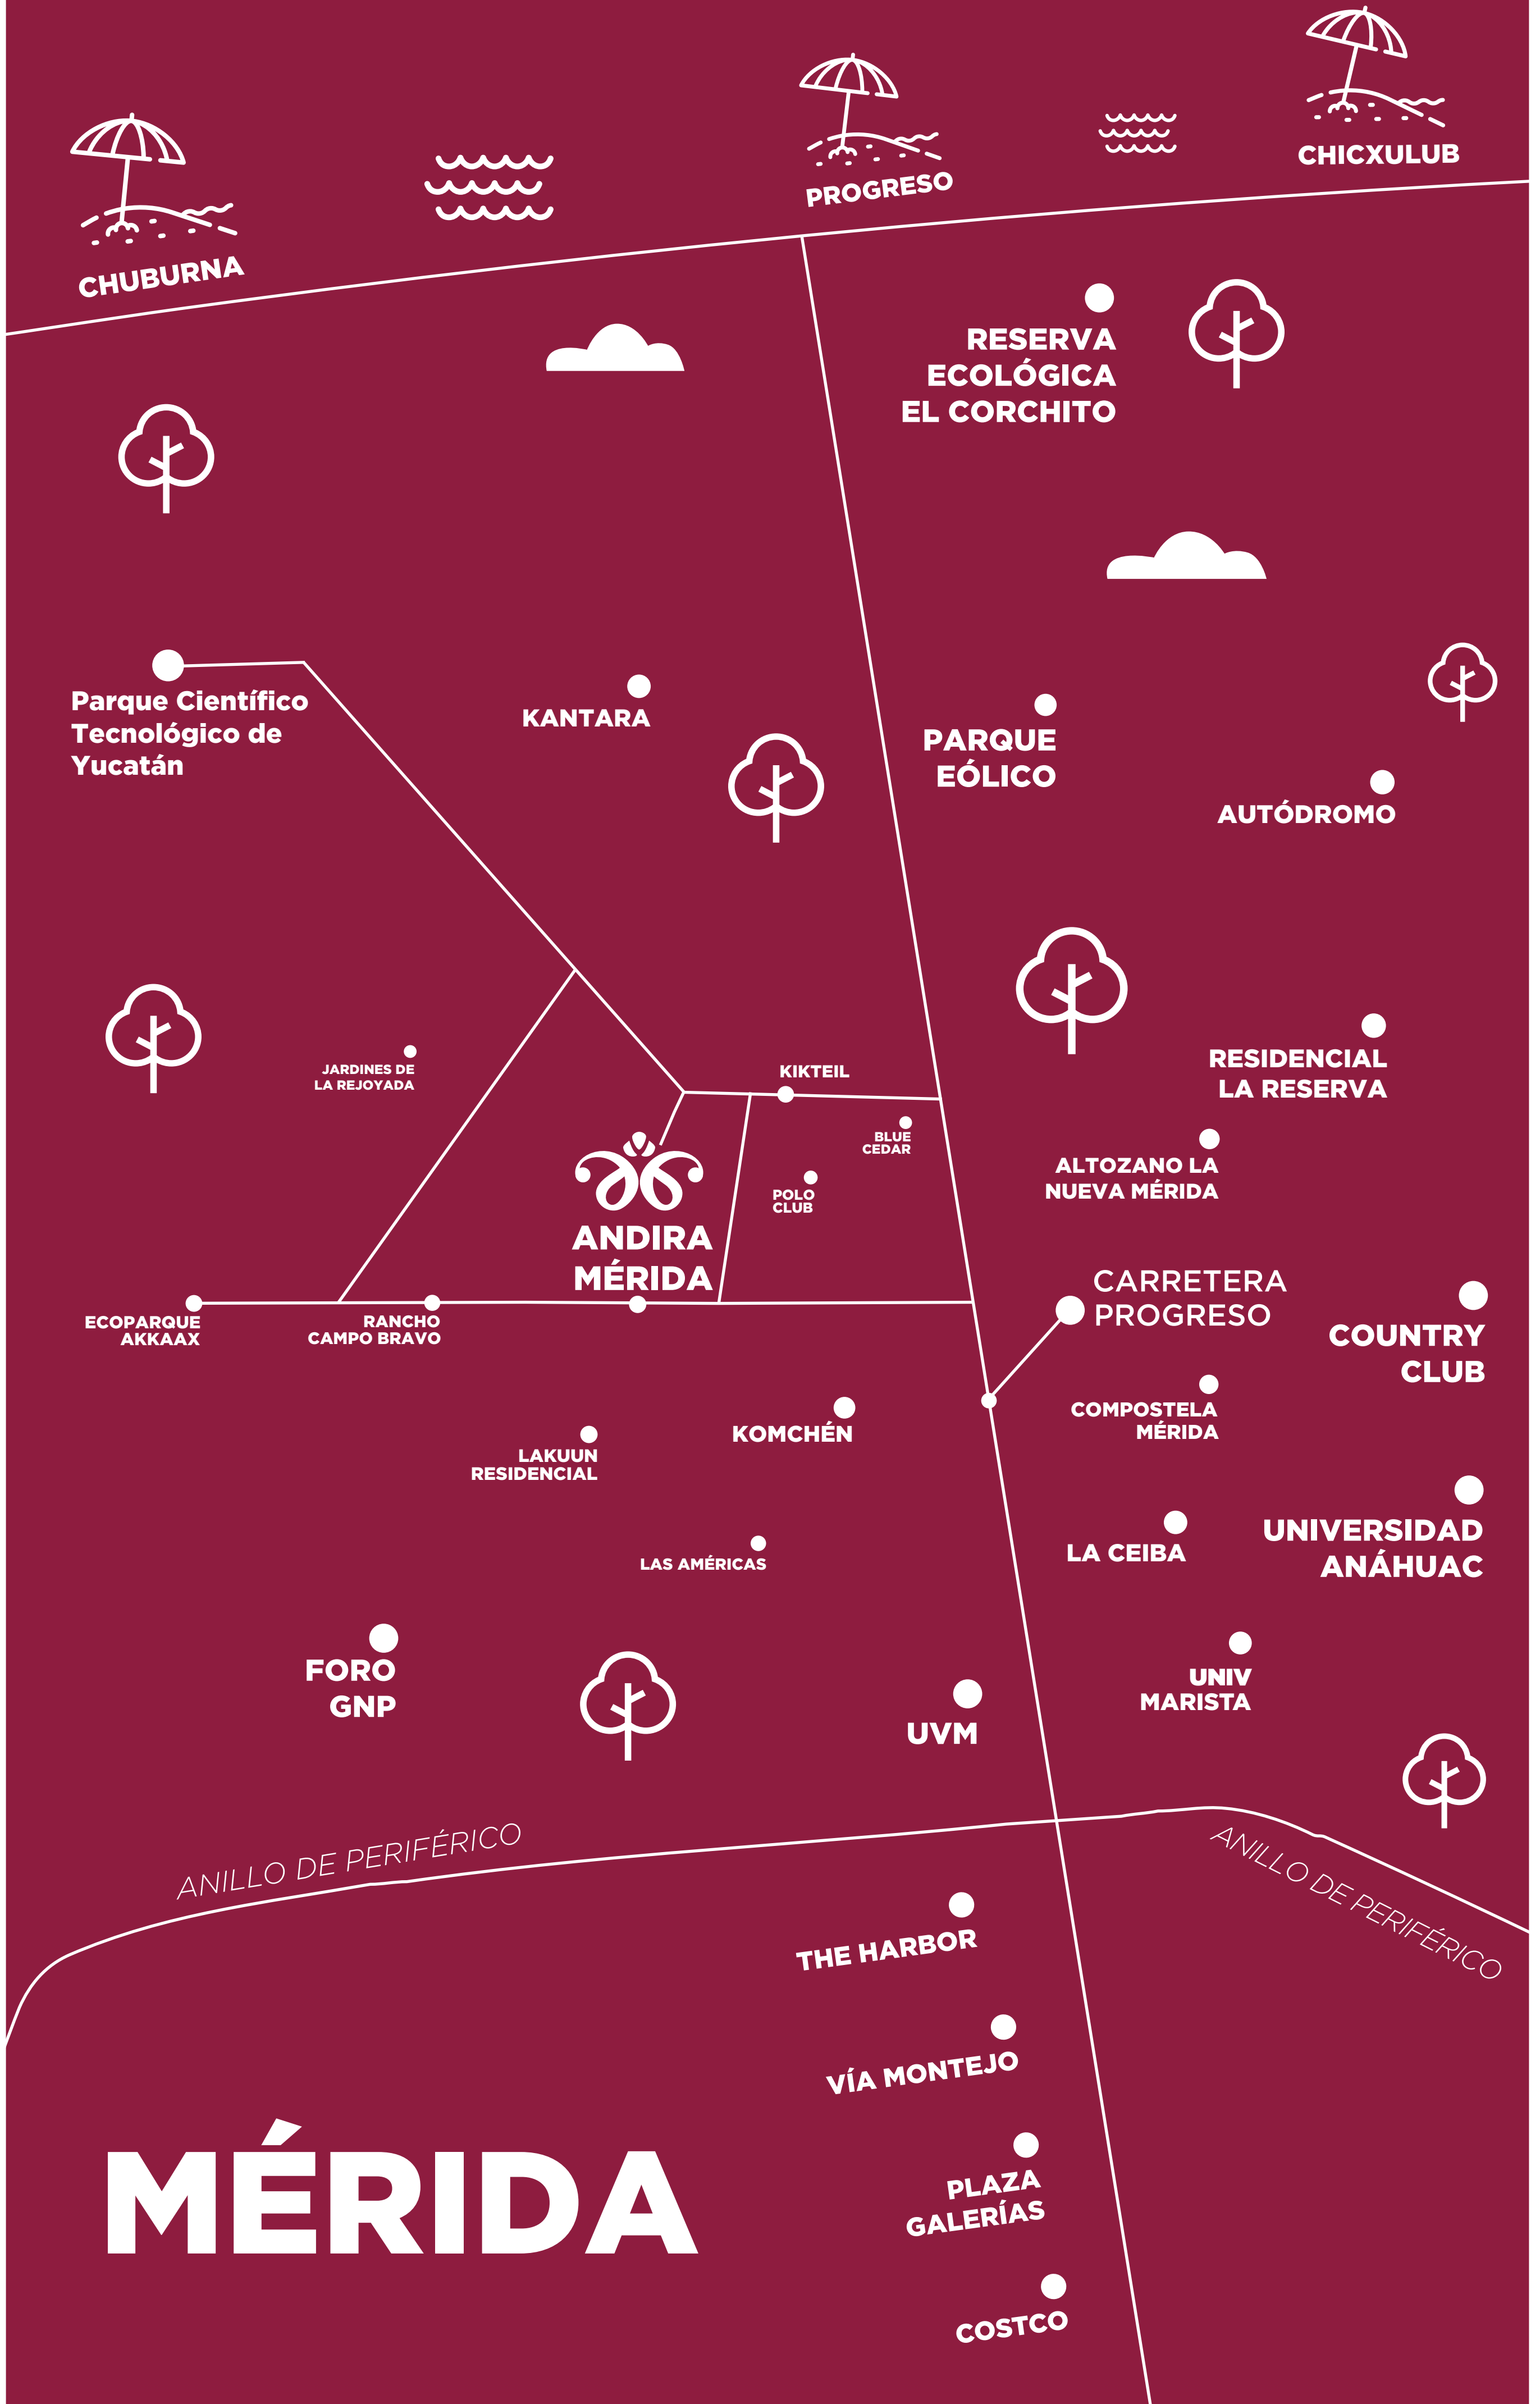 CHICXULUB
PROGRESO
CHUBURNA
RESERVA
ECOLÓGICA
EL CORCHITO
Parque Científico
Tecnológico de
Yucatán
KANTARA
PARQUE
EÓLICO
AUTÓDROMO
JARDINES DE
LA REJOYADA
KIKTEIL
RESIDENCIAL
LA RESERVA
BLUE
CEDAR
POLO
CLUB
ALTOZANO LA
NUEVA MÉRIDA
ANDIRA
MÉRIDA
CARRETERA
PROGRESO
ECOPARQUE
AKKAAX
RANCHO
CAMPO BRAVO
COUNTRY
CLUB
COMPOSTELA
MÉRIDA
KOMCHÉN
LAKUUN
RESIDENCIAL
UNIVERSIDAD
ANÁHUAC
LA CEIBA
LAS AMÉRICAS
FORO
GNP
UNIV
MARISTA
UVM
ANILLO DE PERIFÉRICO
ANILLO DE PERIFÉRICO
THE HARBOR
VÍA MONTEJO
MÉRIDA
PLAZA
GALERÍAS
COSTCO